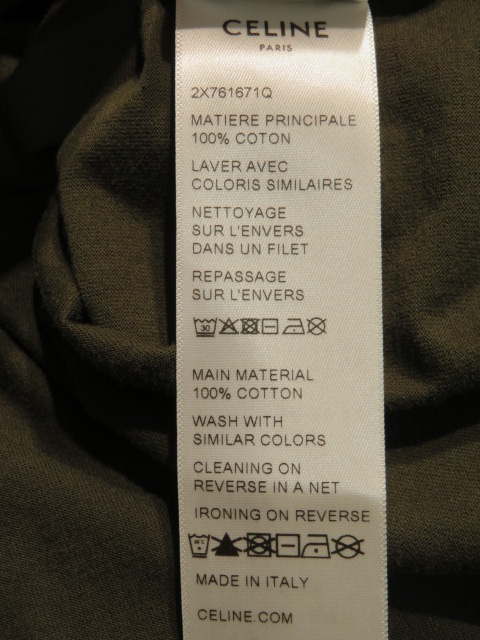 CELINE
PARIS
2X761671Q
MATIERE PRINCIPALE
100% COTON
LAVER AVEC
COLORIS SIMILAIRES
NETTOYAGE
SUR L'ENVERS
DANS UN FILET
REPASSAGE
SUR L'ENVERS
30
MAIN MATERIAL
100% COTTON
WASH WITH
SIMILAR COLORS
CLEANING ON
REVERSE IN A NET
IRONING ON REVERSE
MADE IN ITALY
CELINE.COM